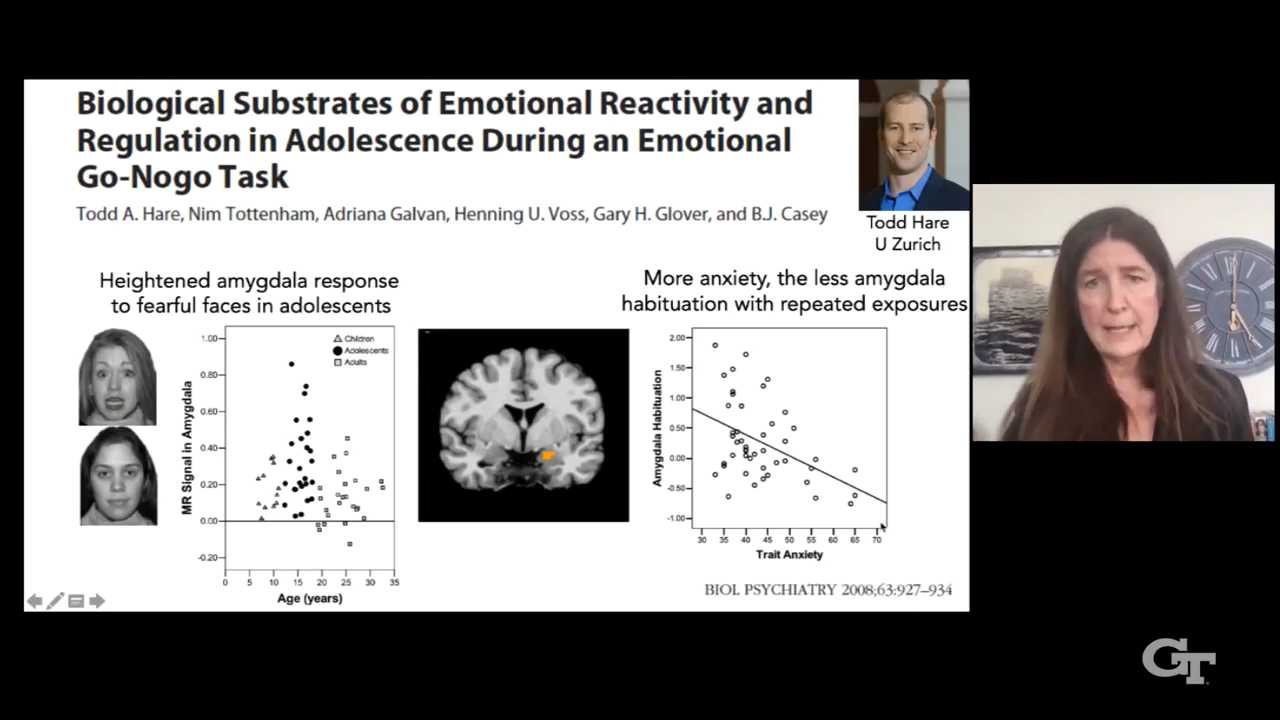 Biological Substrates of Emotional Reactivity and
Regulation in Adolescence During an Emotional
Go-Nogo Task
Todd A. Hare, Nim Tottenham, Adriana Galvan, Henning U. Voss, Gary H. Glover, and B.J. Casey
Todd Hare
U Zurich
Heightened amygdala response
to fearful faces in adolescents
More anxiety, the less amygdala
habituation with repeated exposures
MR Signal in Amygdala
1.00
0.80
0.60
0.40
0.20
0.00
-0.20
Children
Adolescents
Adults
0 5 10 15 20 25 30 35
Age (years)
Amygdala Habituation
2.00
1.50
1.00
0.50
0.00
-0.50
-1.00
30 35 40 45 50 55 60 65 70
Trait Anxiety
BIOL PSYCHIATRY 2008;63:927–934
GT